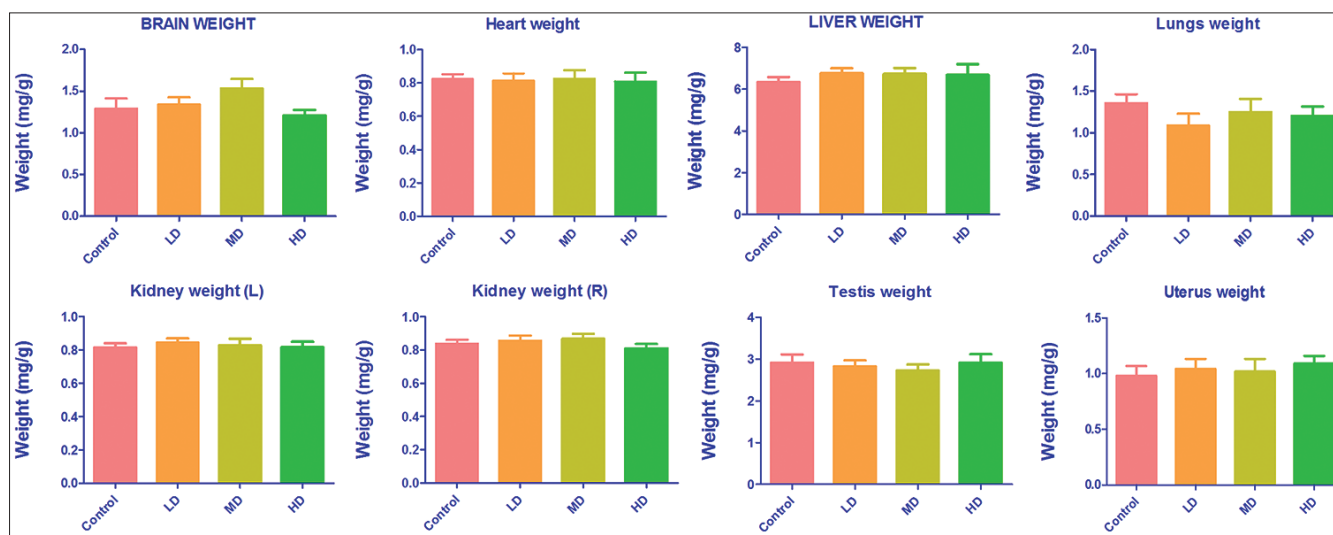 BRAIN WEIGHT
Weight (mg/g)
2.0
1.5
1.0
0.5
0.0
Control
LD
MD
HD
Heart weight
Weight (mg/g)
1.0
0.8
0.6
0.4
0.2
0.0
Control
LD
MD
HD
LIVER WEIGHT
Weight (mg/g)
8
6
4
2
0
Control
LD
MD
HD
Lungs weight
Weight (mg/g)
2.0
1.5
1.0
0.5
0.0
Control
LD
MD
HD
Kidney weight (L)
Weight (mg/g)
1.0
0.8
0.6
0.4
0.2
0.0
Control
LD
MD
HD
Kidney weight (R)
Weight (mg/g)
1.0
0.8
0.6
0.4
0.2
0.0
Control
LD
MD
HD
Testis weight
Weight (mg/g)
4
3
2
1
0
Control
LD
MD
HD
Uterus weight
Weight (mg/g)
1.5
1.0
0.5
0.0
Control
LD
MD
HD